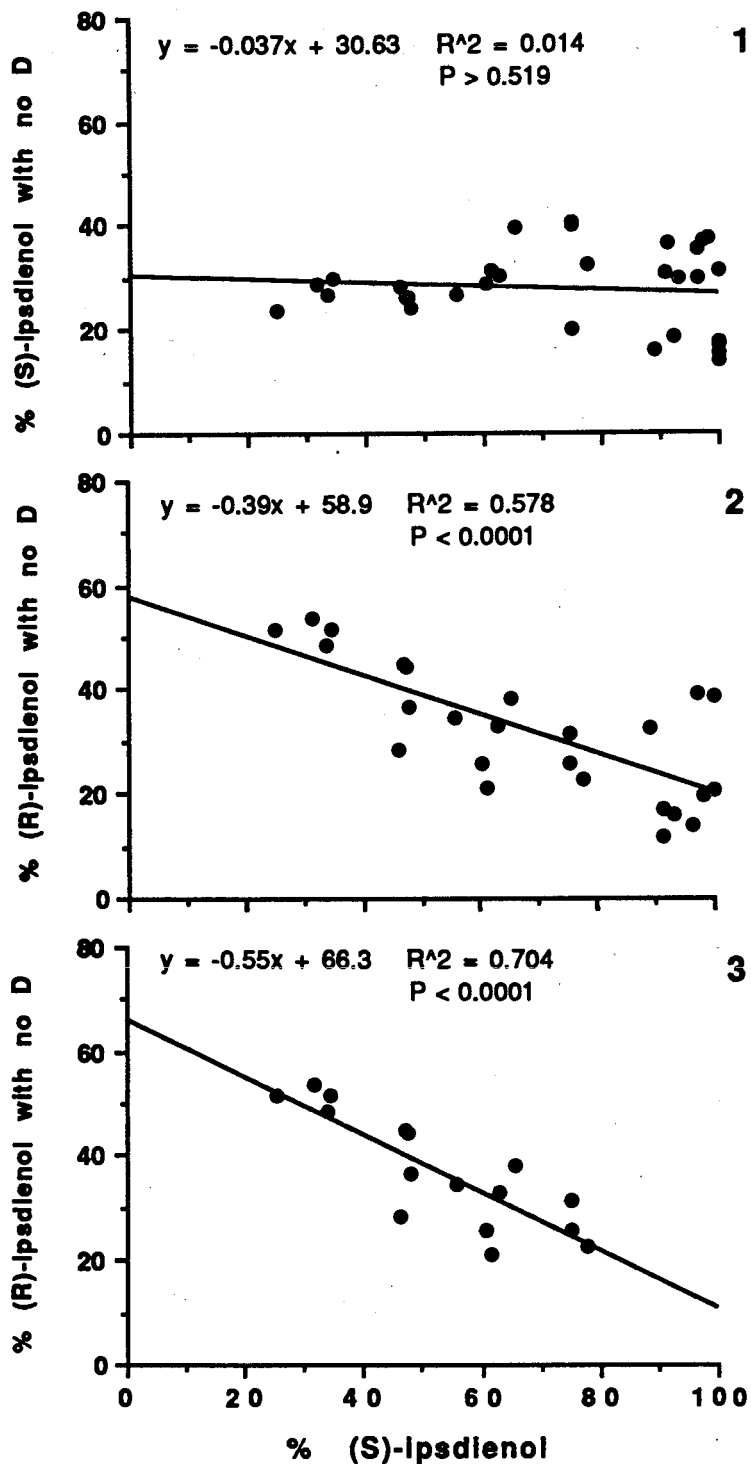 y = -0.037x + 30.63 R^2 = 0.014 1
P > 0.519
% (S)-Ipsdienol with no D
80
60
40
20
0
y = -0.39x + 58.9 R^2 = 0.578 2
P < 0.0001
% (R)-Ipsdienol with no D
80
60
40
20
0
y = -0.55x + 66.3 R^2 = 0.704 3
P < 0.0001
% (R)-Ipsdienol with no D
80
60
40
20
0
0 20 40 60 80 100
% (S)-Ipsdienol